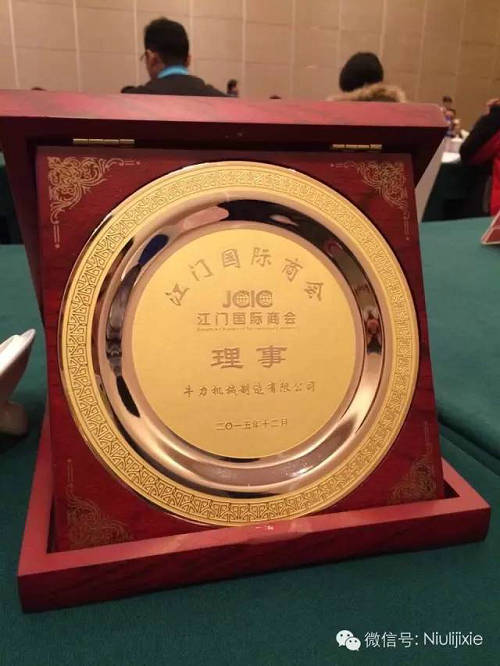 江门国际商会
JCIC
江门国际商会
理事
牛力机械制造有限公司
二〇一五年十二月
微信号: Niulijixie